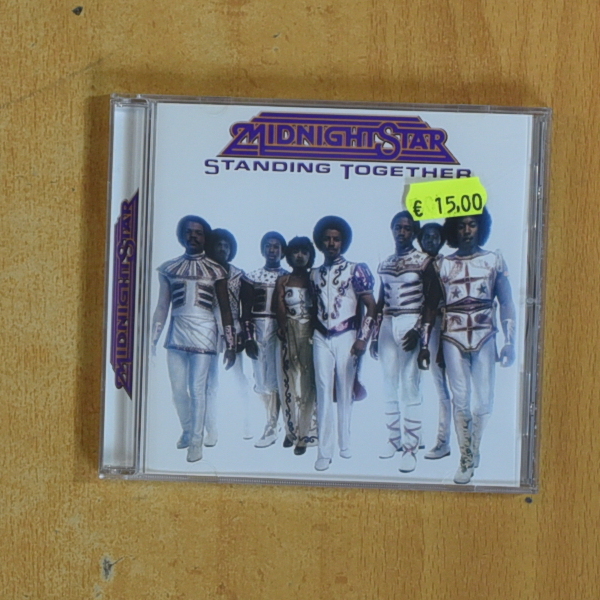 MIDNIGHT STAR
STANDING TOGETHER
€ 15,00
MIDNIGHT STAR